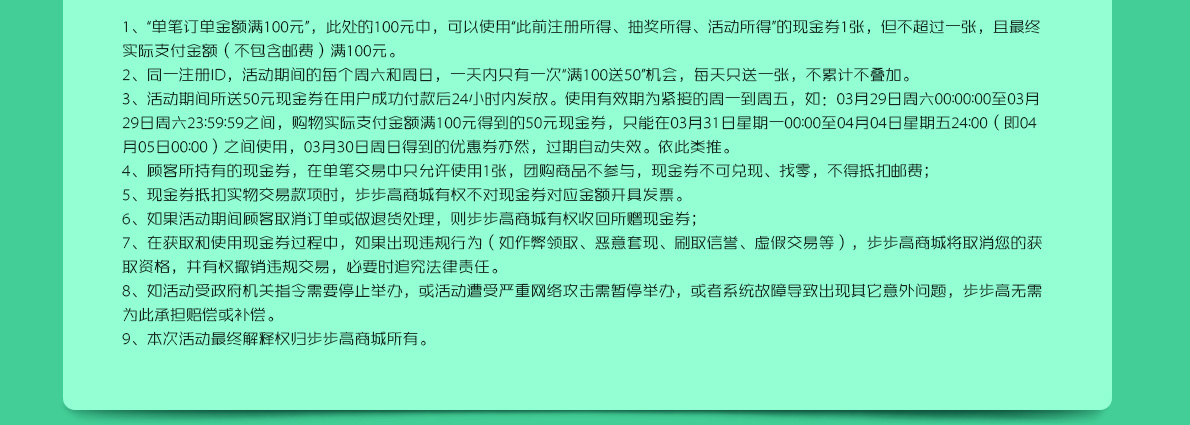 1、“单笔订单金额满100元”，此处的100元中，可以使用“此前注册所得、抽奖所得、活动所得”的现金券1张，但不超过一张，且最终
实际支付金额（不包含邮费）满100元。
2、同一注册ID，活动期间的每个周六和周日，一天内只有一次“满100送50”机会，每天只送一张，不累计不叠加。
3、活动期间所送50元现金券在用户成功付款后24小时内发放。使用有效期为紧接的周一到周五，如：03月29日周六00:00:00至03月
29日周六23:59:59之间，购物实际支付金额满100元得到的50元现金券，只能在03月31日星期一00:00至04月04日星期五24:00（即04
月05日00:00）之间使用，03月30日周日得到的优惠券亦然，过期自动失效。依此类推。
4、顾客所持有的现金券，在单笔交易中只允许使用1张，团购商品不参与，现金券不可兑现、找零，不得抵扣邮费；
5、现金券抵扣实物交易款项时，步步高商城有权不对现金券对应金额开具发票。
6、如果活动期间顾客取消订单或做退货处理，则步步高商城有权收回所赠现金券；
7、在获取和使用现金券过程中，如果出现违规行为（如作弊领取、恶意套现、刷取信誉、虚假交易等），步步高商城将取消您的获
取资格，并有权撤销违规交易，必要时追究法律责任。
8、如活动受政府机关指令需要停止举办，或活动遭受严重网络攻击需暂停举办，或者系统故障导致出现其它意外问题，步步高无需
为此承担赔偿或补偿。
9、本次活动最终解释权归步步高商城所有。